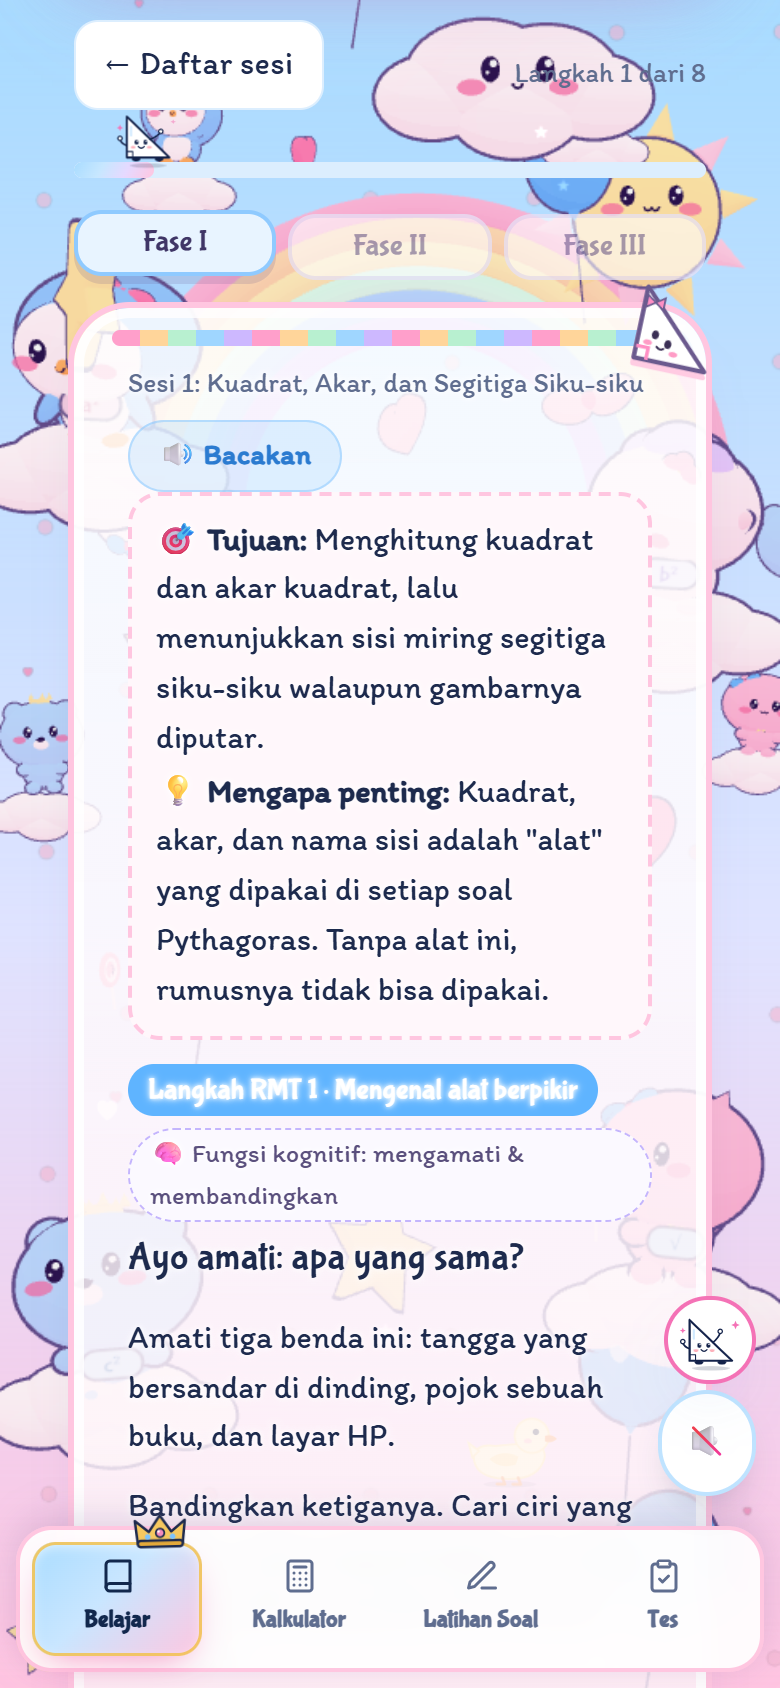 ← Daftar sesi
Langkah 1 dari 8
Fase I
Fase II
Fase III
Sesi 1: Kuadrat, Akar, dan Segitiga Siku-siku
Bacakan
Tujuan: Menghitung kuadrat
dan akar kuadrat, lalu
menunjukkan sisi miring segitiga
siku-siku walaupun gambarnya
diputar.
Mengapa penting: Kuadrat,
akar, dan nama sisi adalah "alat"
yang dipakai di setiap soal
Pythagoras. Tanpa alat ini,
rumusnya tidak bisa dipakai.
b²
Langkah RMT 1 · Mengenal alat berpikir
Fungsi kognitif: mengamati &
membandingkan
Ayo amati: apa yang sama?
√
Amati tiga benda ini: tangga yang
bersandar di dinding, pojok sebuah
buku, dan layar HP.
c²
Bandingkan ketiganya. Cari ciri yang
Belajar
Kalkulator
Latihan Soal
Tes